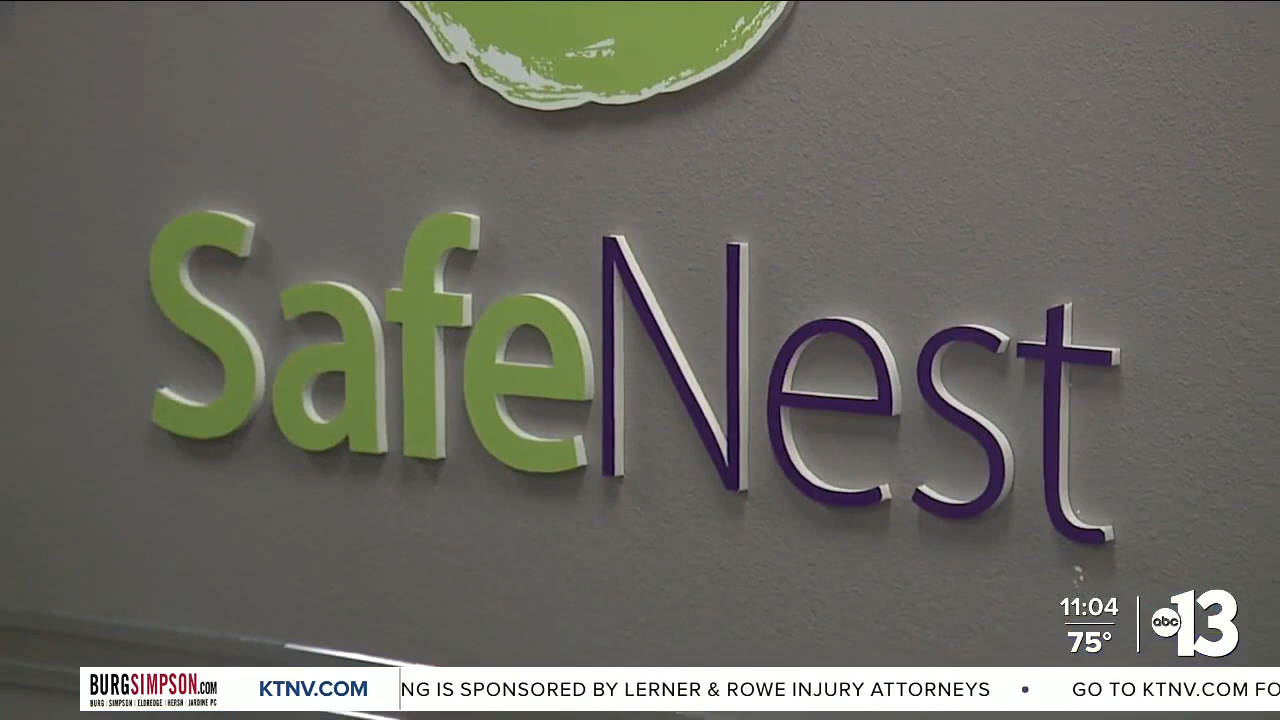 SafeNest
11:04
75°
abc 13
BURGSIMPSON.COM
BURG | SIMPSON | ELDREDGE | HERSH | JARDINE PC
KTNV.COM
NG IS SPONSORED BY LERNER & ROWE INJURY ATTORNEYS • GO TO KTNV.COM FO